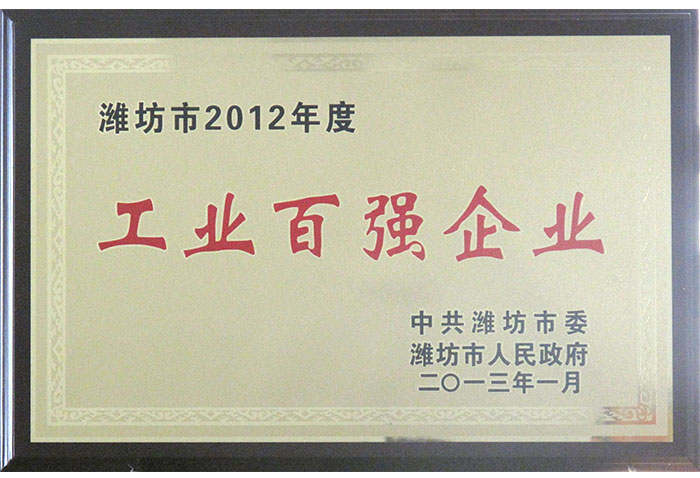 潍坊市2012年度
工业百强企业
中共潍坊市委
潍坊市人民政府
二〇一三年一月